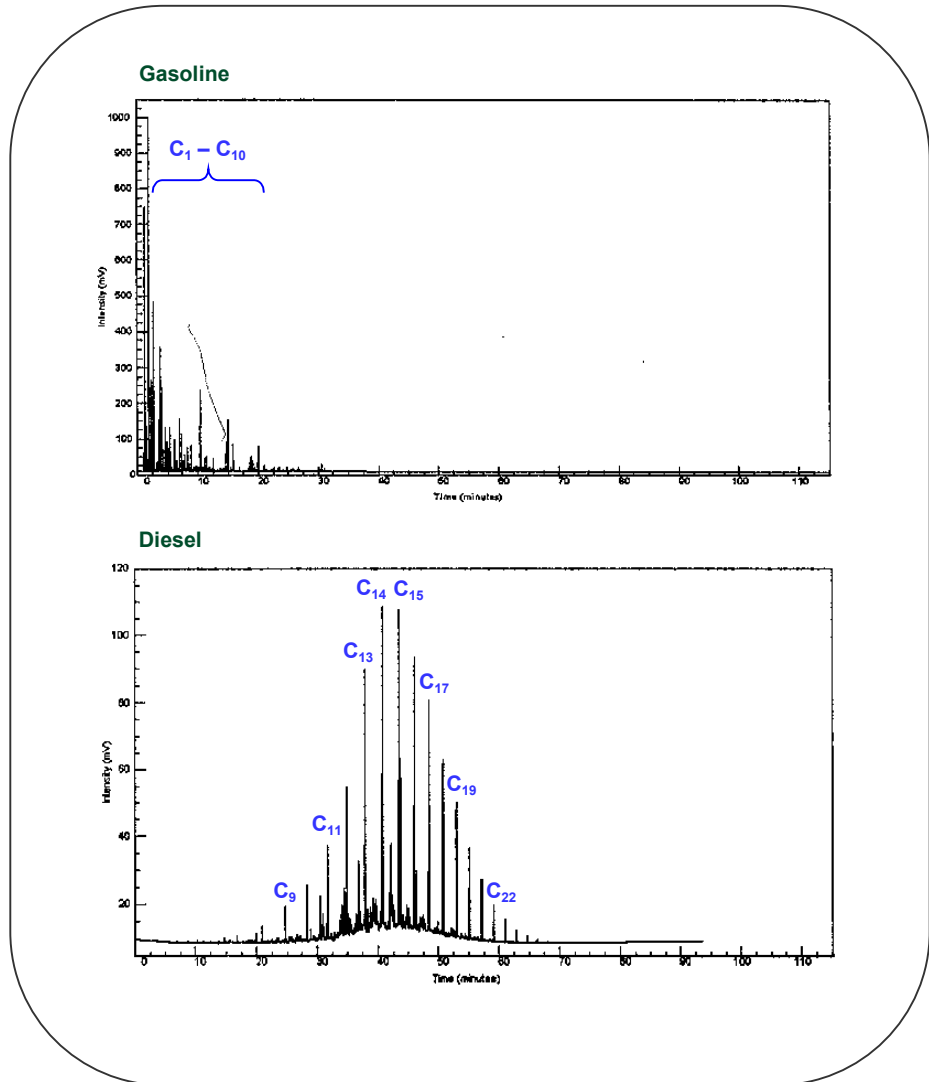 Gasoline
1000
900
800
700
600
500
400
300
200
100
0
Intensity (mV)
C₁ – C₁₀
0 10 20 30 40 50 60 70 80 90 100 110
Time (minutes)
Diesel
120
100
80
60
40
20
Intensity (mV)
C₁₄ C₁₅
C₁₃
C₁₇
C₁₉
C₁₁
C₉
C₂₂
0 10 20 30 40 50 60 70 80 90 100 110
Time (minutes)